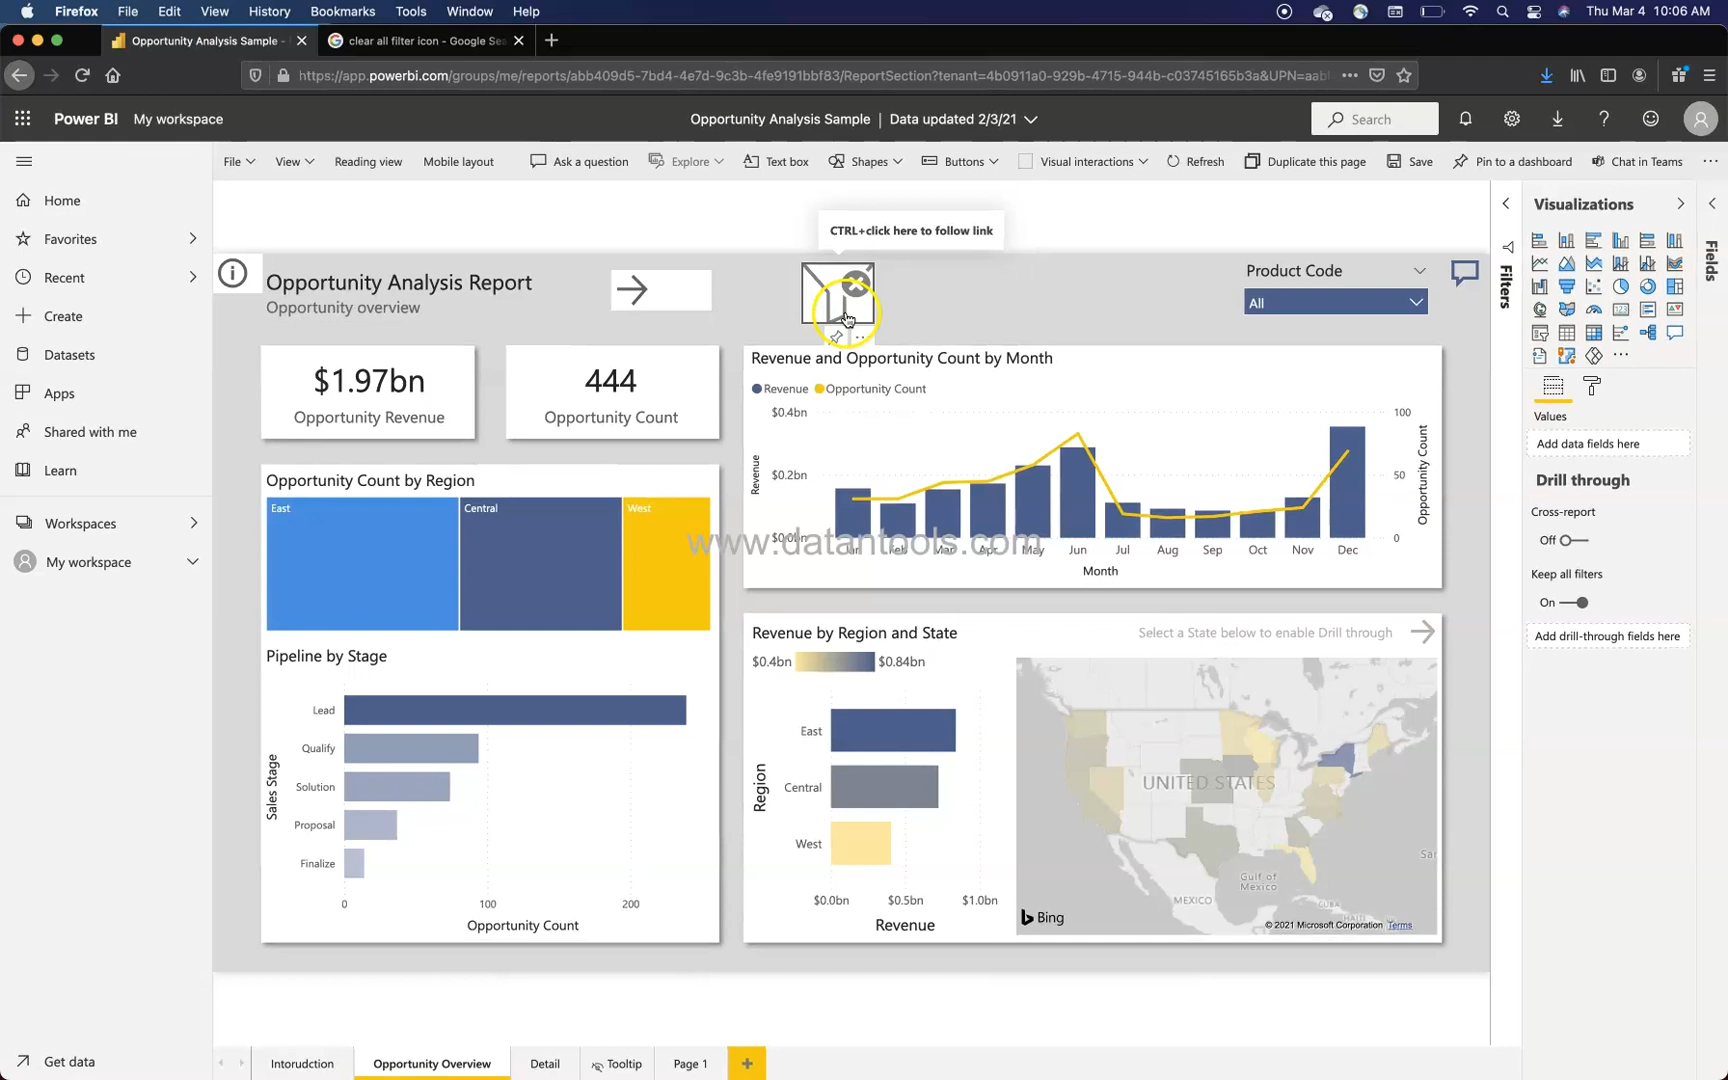 Firefox File Edit View History Bookmarks Tools Window Help Thu Mar 4 10:06 AM
Opportunity Analysis Sample - clear all filter icon - Google Sea
https://app.powerbi.com/groups/me/reports/abb409d5-7bd4-4e7d-9c3b-4fe9191bbf83/ReportSection?tenant=4b0911a0-929b-4715-944b-c03745165b3a&UPN=aabl
Power BI My workspace Opportunity Analysis Sample | Data updated 2/3/21 Search
File View Reading view Mobile layout Ask a question Explore Text box Shapes Buttons Visual interactions Refresh Duplicate this page Save Pin to a dashboard Chat in Teams
Home
Favorites
Recent
Create
Datasets
Apps
Shared with me
Learn
Workspaces
My workspace
Get data
CTRL+click here to follow link
Opportunity Analysis Report
Opportunity overview
Product Code
All
$1.97bn
Opportunity Revenue
444
Opportunity Count
Revenue and Opportunity Count by Month
Revenue Opportunity Count
$0.4bn
$0.2bn
$0.0bn
Revenue
100
50
0
Opportunity Count
Jan Feb Mar Apr May Jun Jul Aug Sep Oct Nov Dec
Month
www.datantools.com
Opportunity Count by Region
East Central West
Pipeline by Stage
Sales Stage
Lead
Qualify
Solution
Proposal
Finalize
0 100 200
Opportunity Count
Revenue by Region and State
Select a State below to enable Drill through
$0.4bn $0.84bn
Region
East
Central
West
$0.0bn $0.5bn $1.0bn
Revenue
UNITED STATES
MEXICO
Gulf of
Mexico
CUBA
Sar
Bing
© 2021 Microsoft Corporation Terms
Filters
Visualizations
Fields
Values
Add data fields here
Drill through
Cross-report
Off
Keep all filters
On
Add drill-through fields here
Intorudction Opportunity Overview Detail Tooltip Page 1